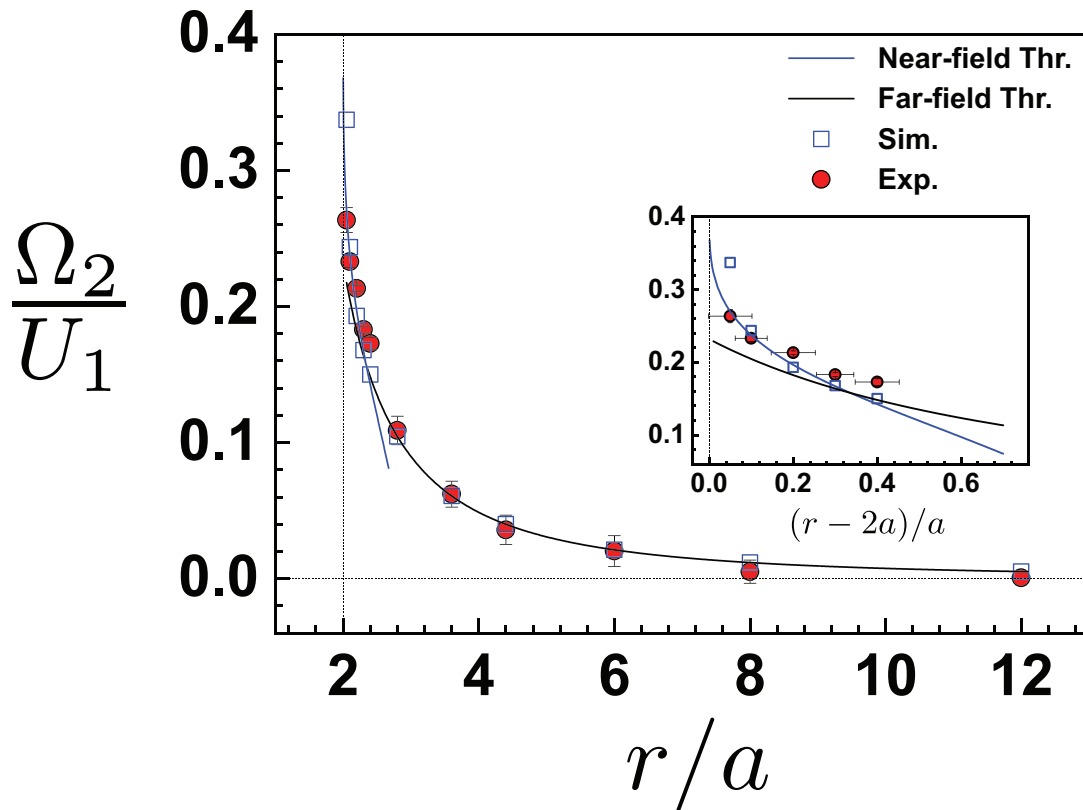 Ω₂
U₁
0.4
0.3
0.2
0.1
0.0
2 4 6 8 10 12
r/a
Near-field Thr.
Far-field Thr.
Sim.
Exp.
0.4
0.3
0.2
0.1
0.0 0.2 0.4 0.6
(r − 2a)/a